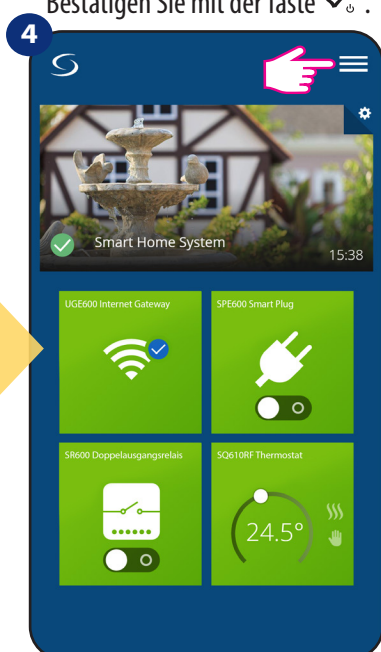 Bestätigen Sie mit der Taste .
4
Smart Home System
15:38
UGE600 Internet Gateway
SPE600 Smart Plug
SR600 Doppelausgangsrelais
SQ610RF Thermostat
24.5°